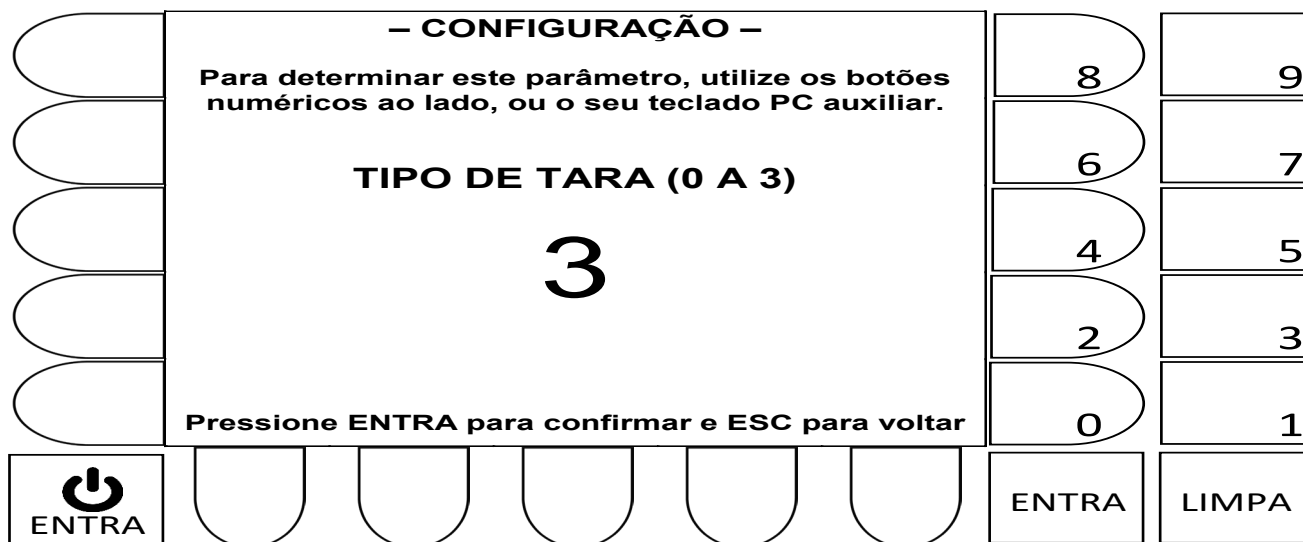 – CONFIGURAÇÃO –
Para determinar este parâmetro, utilize os botões
numéricos ao lado, ou o seu teclado PC auxiliar.
TIPO DE TARA (0 A 3)
3
Pressione ENTRA para confirmar e ESC para voltar
8 9
6 7
4 5
2 3
0 1
ENTRA
ENTRA
LIMPA